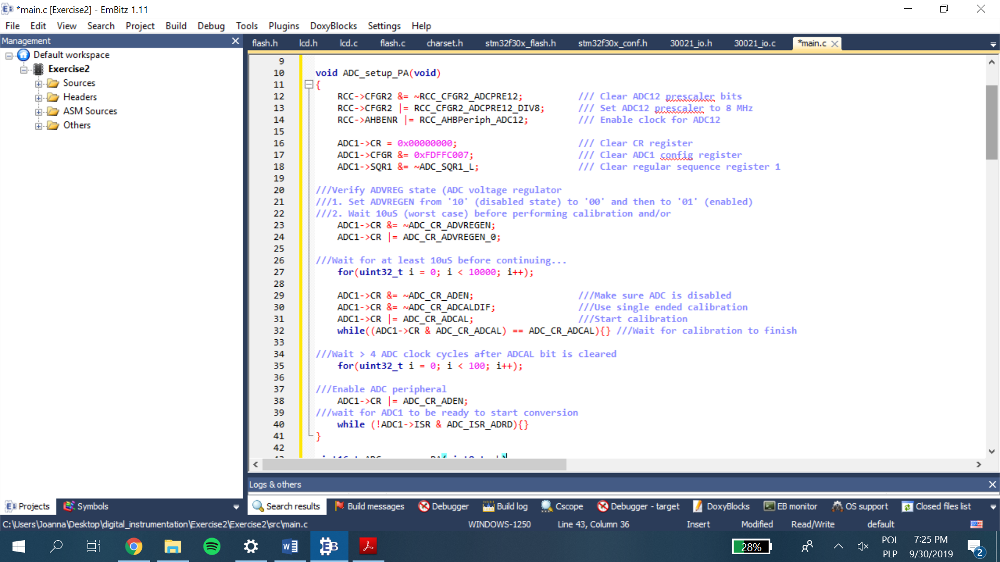 *main.c [Exercise2] - EmBitz 1.11
File Edit View Search Project Build Debug Tools Plugins DoxyBlocks Settings Help
Management
Default workspace
Exercise2
Sources
Headers
ASM Sources
Others
flash.h lcd.h lcd.c flash.c charset.h stm32f30x_flash.h stm32f30x_conf.h 30021_io.h 30021_io.c *main.c
9
10 void ADC_setup_PA(void)
11 {
12 RCC->CFGR2 &= ~RCC_CFGR2_ADCPRE12; /// Clear ADC12 prescaler bits
13 RCC->CFGR2 |= RCC_CFGR2_ADCPRE12_DIV8; /// Set ADC12 prescaler to 8 MHz
14 RCC->AHBENR |= RCC_AHBPeriph_ADC12; /// Enable clock for ADC12
15
16 ADC1->CR = 0x00000000; /// Clear CR register
17 ADC1->CFGR &= 0xFDFFC007; /// Clear ADC1 config register
18 ADC1->SQR1 &= ~ADC_SQR1_L; /// Clear regular sequence register 1
19
20 ///Verify ADVREG state (ADC voltage regulator
21 ///1. Set ADVREGEN from '10' (disabled state) to '00' and then to '01' (enabled)
22 ///2. Wait 10uS (worst case) before performing calibration and/or
23 ADC1->CR &= ~ADC_CR_ADVREGEN;
24 ADC1->CR |= ADC_CR_ADVREGEN_0;
25
26 ///Wait for at least 10uS before continuing...
27 for(uint32_t i = 0; i < 10000; i++);
28
29 ADC1->CR &= ~ADC_CR_ADEN; ///Make sure ADC is disabled
30 ADC1->CR &= ~ADC_CR_ADCALDIF; ///Use single ended calibration
31 ADC1->CR |= ADC_CR_ADCAL; ///Start calibration
32 while((ADC1->CR & ADC_CR_ADCAL) == ADC_CR_ADCAL){} ///Wait for calibration to finish
33
34 ///Wait > 4 ADC clock cycles after ADCAL bit is cleared
35 for(uint32_t i = 0; i < 100; i++);
36
37 ///Enable ADC peripheral
38 ADC1->CR |= ADC_CR_ADEN;
39 ///wait for ADC1 to be ready to start conversion
40 while (!ADC1->ISR & ADC_ISR_ADRD){}
41 }
42
Logs & others
Projects Symbols
Search results Build messages Debugger Build log Cscope Debugger - target DoxyBlocks EB monitor OS support Closed files list
C:\Users\Joanna\Desktop\digital_instrumentation\Exercise2\Exercise2\src\main.c WINDOWS-1250 Line 43, Column 36 Insert Modified Read/Write default
28%
POL
PLP
7:25 PM
9/30/2019
2